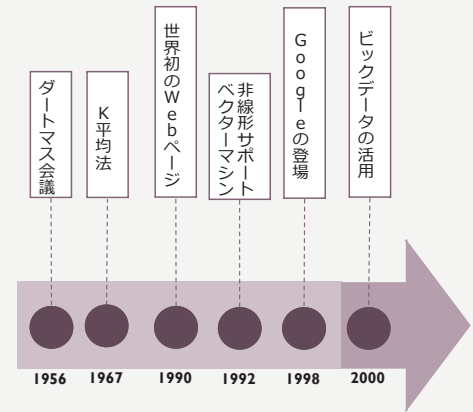 ダートマス会議
K平均法
世界初のWebページ
非線形サポート
ベクターマシン
Googleの登場
ビックデータの活用
1956
1967
1990
1992
1998
2000